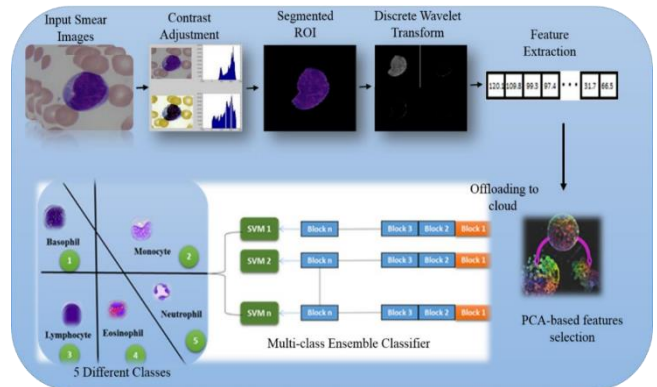 Input Smear
Images
Contrast
Adjustment
Segmented
ROI
Discrete Wavelet
Transform
Feature
Extraction
120.1 109.8 99.3 97.4 • • • 31.7 66.5
Offloading to
cloud
PCA-based features
selection
Basophil
1
Monocyte
2
Lymphocyte
3
Eosinophil
4
Neutrophil
5
5 Different Classes
SVM 1
Block n
Block 3
Block 2
Block 1
SVM 2
Block n
Block 3
Block 2
Block 1
SVM n
Block n
Block 3
Block 2
Block 1
Multi-class Ensemble Classifier